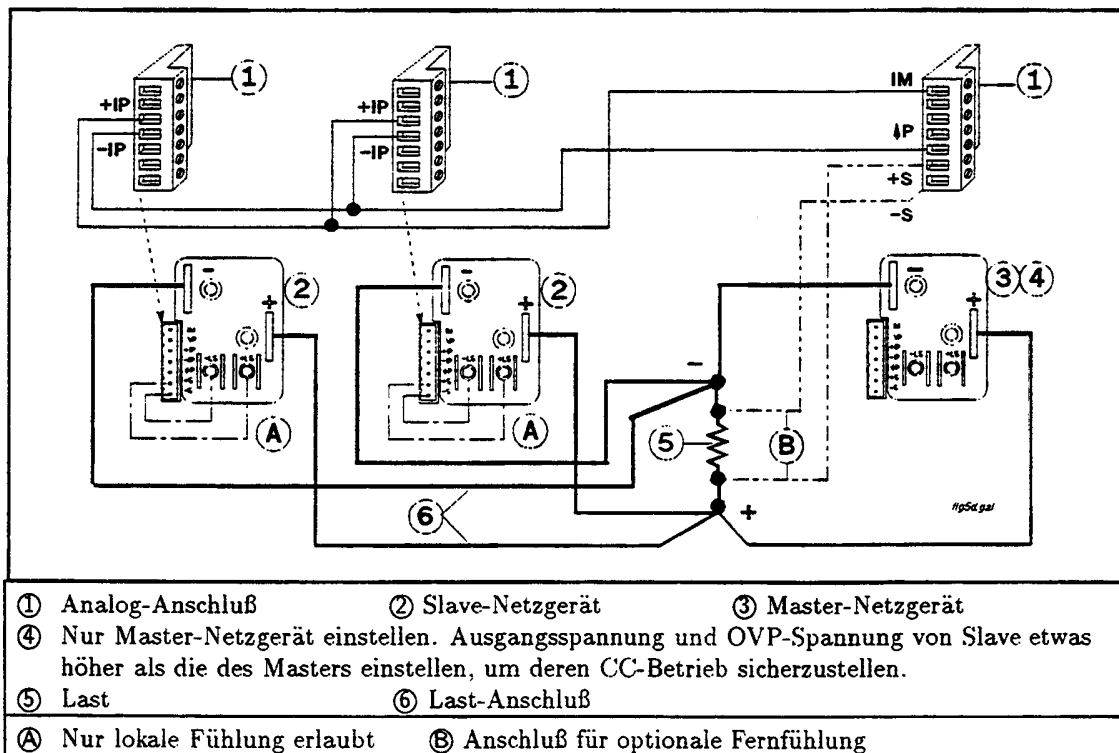 ① ① ①
IM
+IP +IP
↓P
-IP -IP
+S
-S
- ② - ② - ③④
+ + +
-
Ⓐ Ⓐ ⑤ Ⓑ
⑥ +
fig5d.gal
① Analog-Anschluß ② Slave-Netzgerät ③ Master-Netzgerät
④ Nur Master-Netzgerät einstellen. Ausgangsspannung und OVP-Spannung von Slave etwas
höher als die des Masters einstellen, um deren CC-Betrieb sicherzustellen.
⑤ Last ⑥ Last-Anschluß
Ⓐ Nur lokale Fühlung erlaubt Ⓑ Anschluß für optionale Fernfühlung